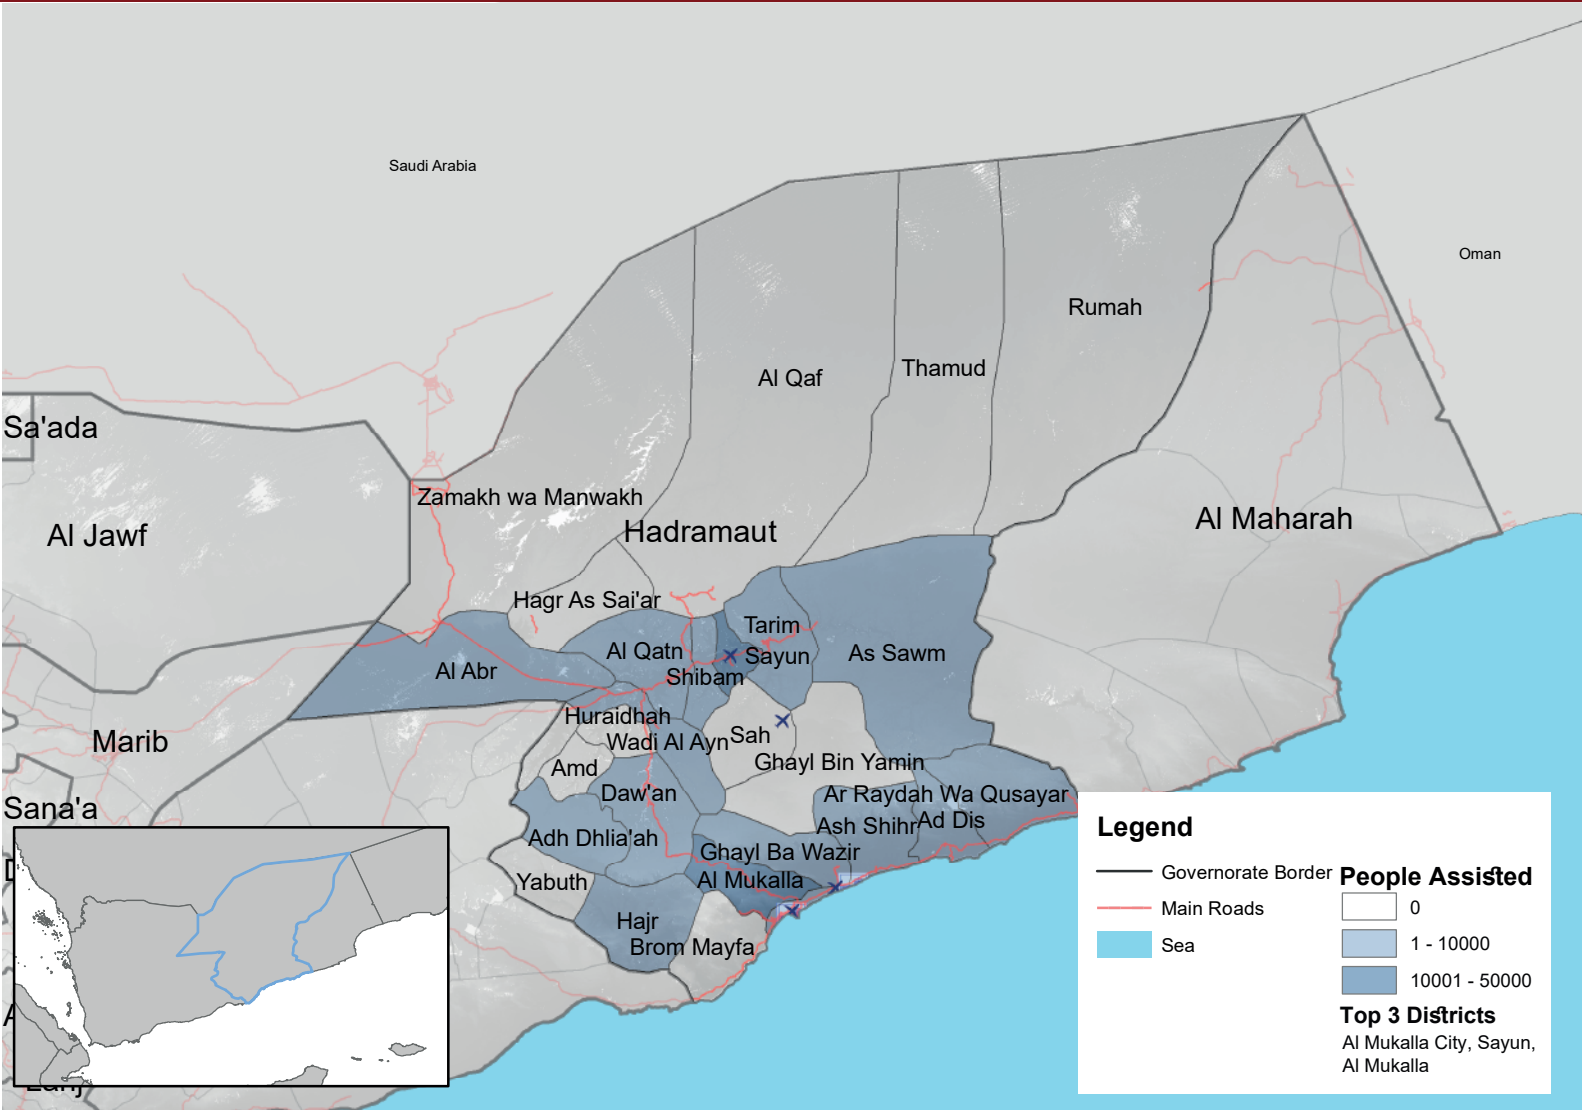 Saudi Arabia
Oman
Rumah
Thamud
Al Qaf
Sa'ada
Zamakh wa Manwakh
Al Maharah
Hadramaut
Al Jawf
Hagr As Sai'ar
Tarim
Al Qatn
Sayun
As Sawm
Al Abr
Shibam
Huraidhah
Sah
Marib
Wadi Al Ayn
Ghayl Bin Yamin
Amd
Daw'an
Ar Raydah Wa Qusayar
Sana'a
Ash Shihr
Ad Dis
Adh Dhlia'ah
Ghayl Ba Wazir
Yabuth
Al Mukalla
Hajr
Brom Mayfa
Legend
Governorate Border
Main Roads
Sea
People Assisted
0
1 - 10000
10001 - 50000
Top 3 Districts
Al Mukalla City, Sayun,
Al Mukalla